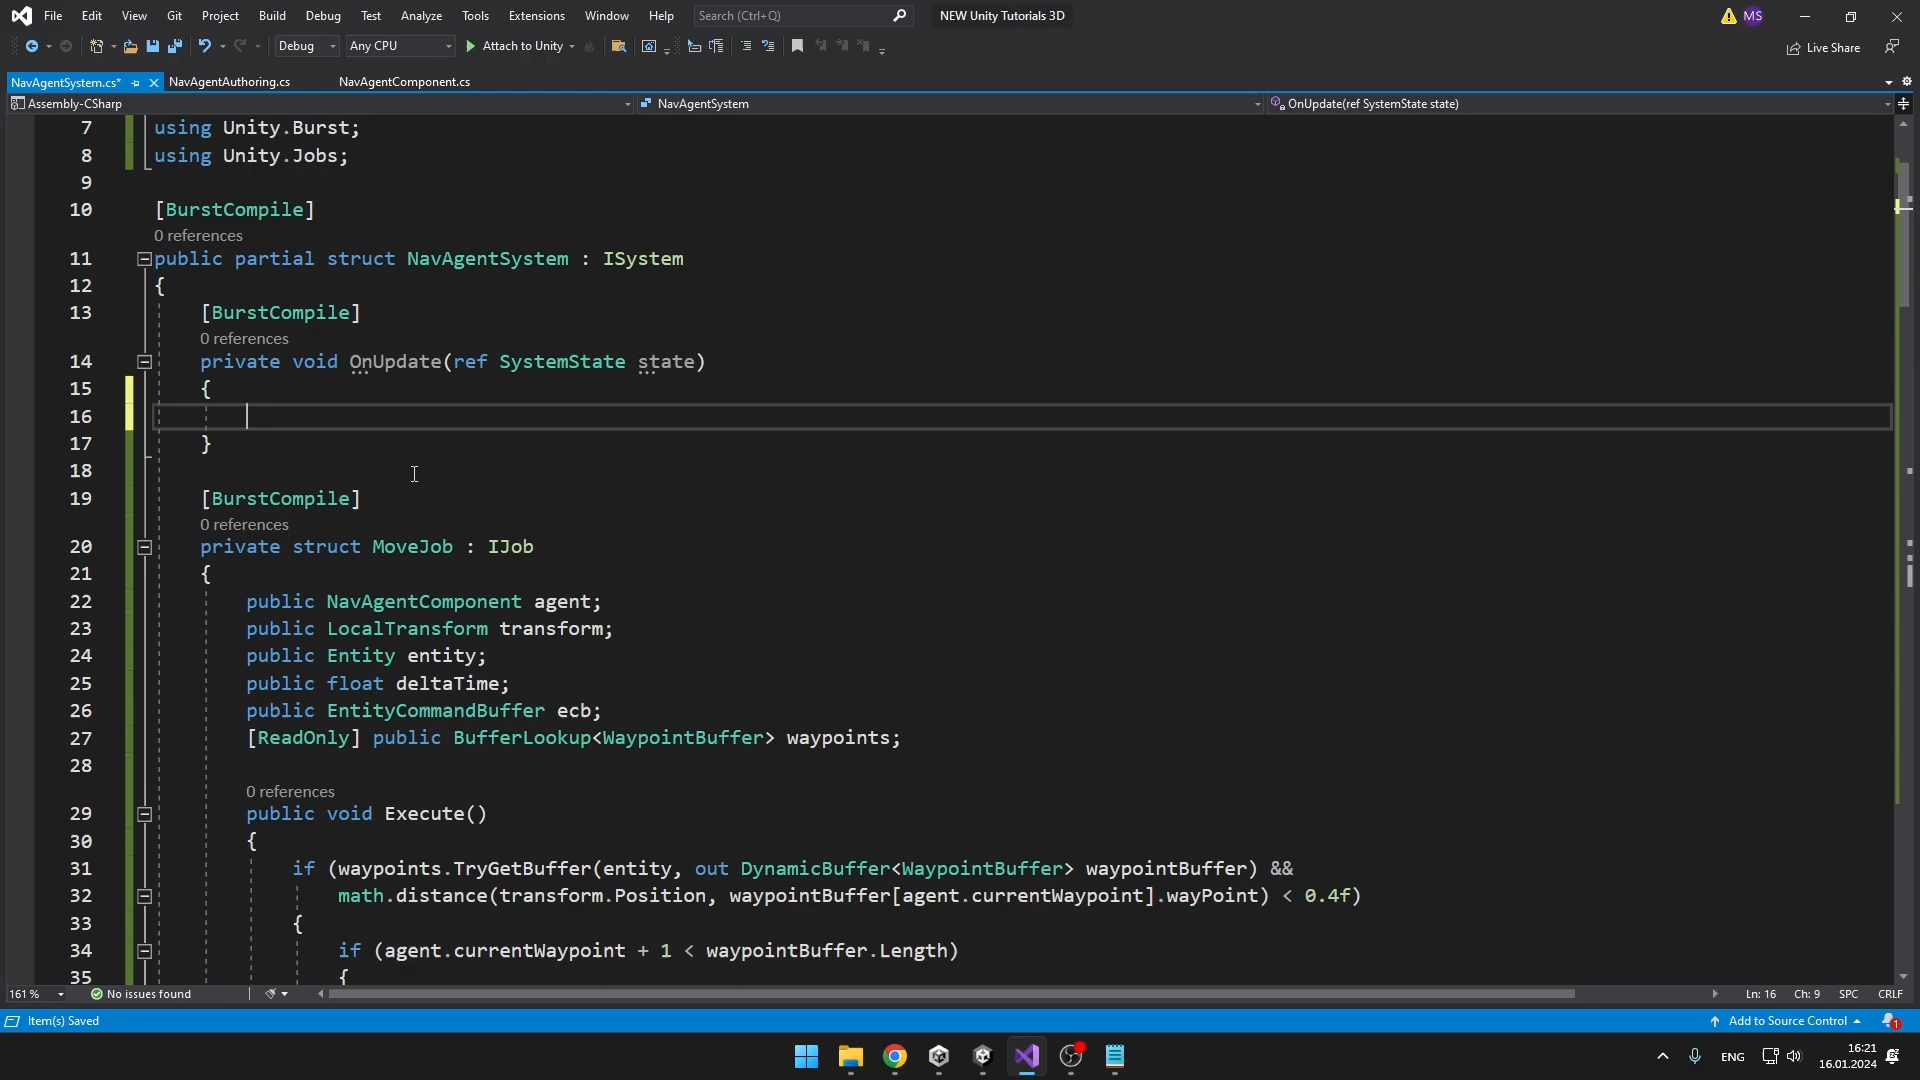 File Edit View Git Project Build Debug Test Analyze Tools Extensions Window Help Search (Ctrl+Q) NEW Unity Tutorials 3D MS
Debug Any CPU Attach to Unity Live Share
NavAgentSystem.cs* NavAgentAuthoring.cs NavAgentComponent.cs
Assembly-CSharp NavAgentSystem OnUpdate(ref SystemState state)
7 using Unity.Burst;
8 using Unity.Jobs;
9
10 [BurstCompile]
0 references
11 public partial struct NavAgentSystem : ISystem
12 {
13 [BurstCompile]
0 references
14 private void OnUpdate(ref SystemState state)
15 {
16
17 }
18
19 [BurstCompile]
0 references
20 private struct MoveJob : IJob
21 {
22 public NavAgentComponent agent;
23 public LocalTransform transform;
24 public Entity entity;
25 public float deltaTime;
26 public EntityCommandBuffer ecb;
27 [ReadOnly] public BufferLookup<WaypointBuffer> waypoints;
28
0 references
29 public void Execute()
30 {
31 if (waypoints.TryGetBuffer(entity, out DynamicBuffer<WaypointBuffer> waypointBuffer) &&
32 math.distance(transform.Position, waypointBuffer[agent.currentWaypoint].wayPoint) < 0.4f)
33 {
34 if (agent.currentWaypoint + 1 < waypointBuffer.Length)
35 {
161 % No issues found Ln: 16 Ch: 9 SPC CRLF
Item(s) Saved Add to Source Control 1
ENG 16:21
16.01.2024